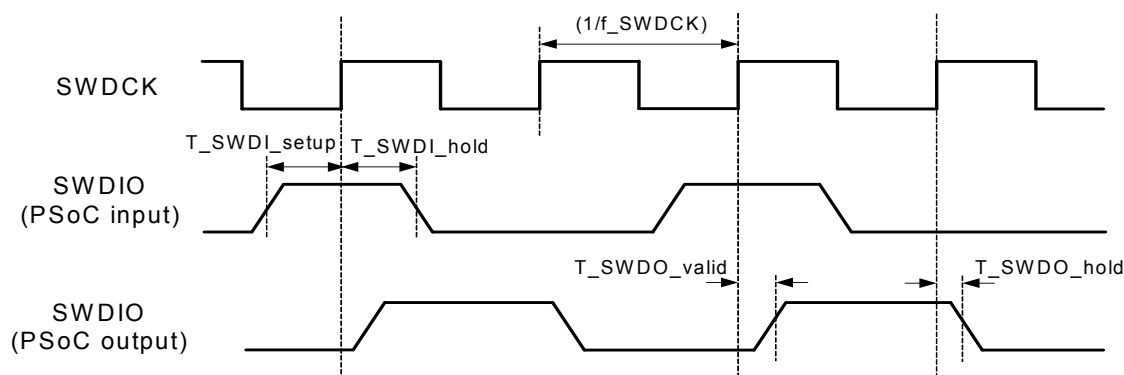 (1/f_SWDCK)
SWDCK
T_SWDI_setup
T_SWDI_hold
SWDIO
(PSoC input)
T_SWDO_valid
T_SWDO_hold
SWDIO
(PSoC output)